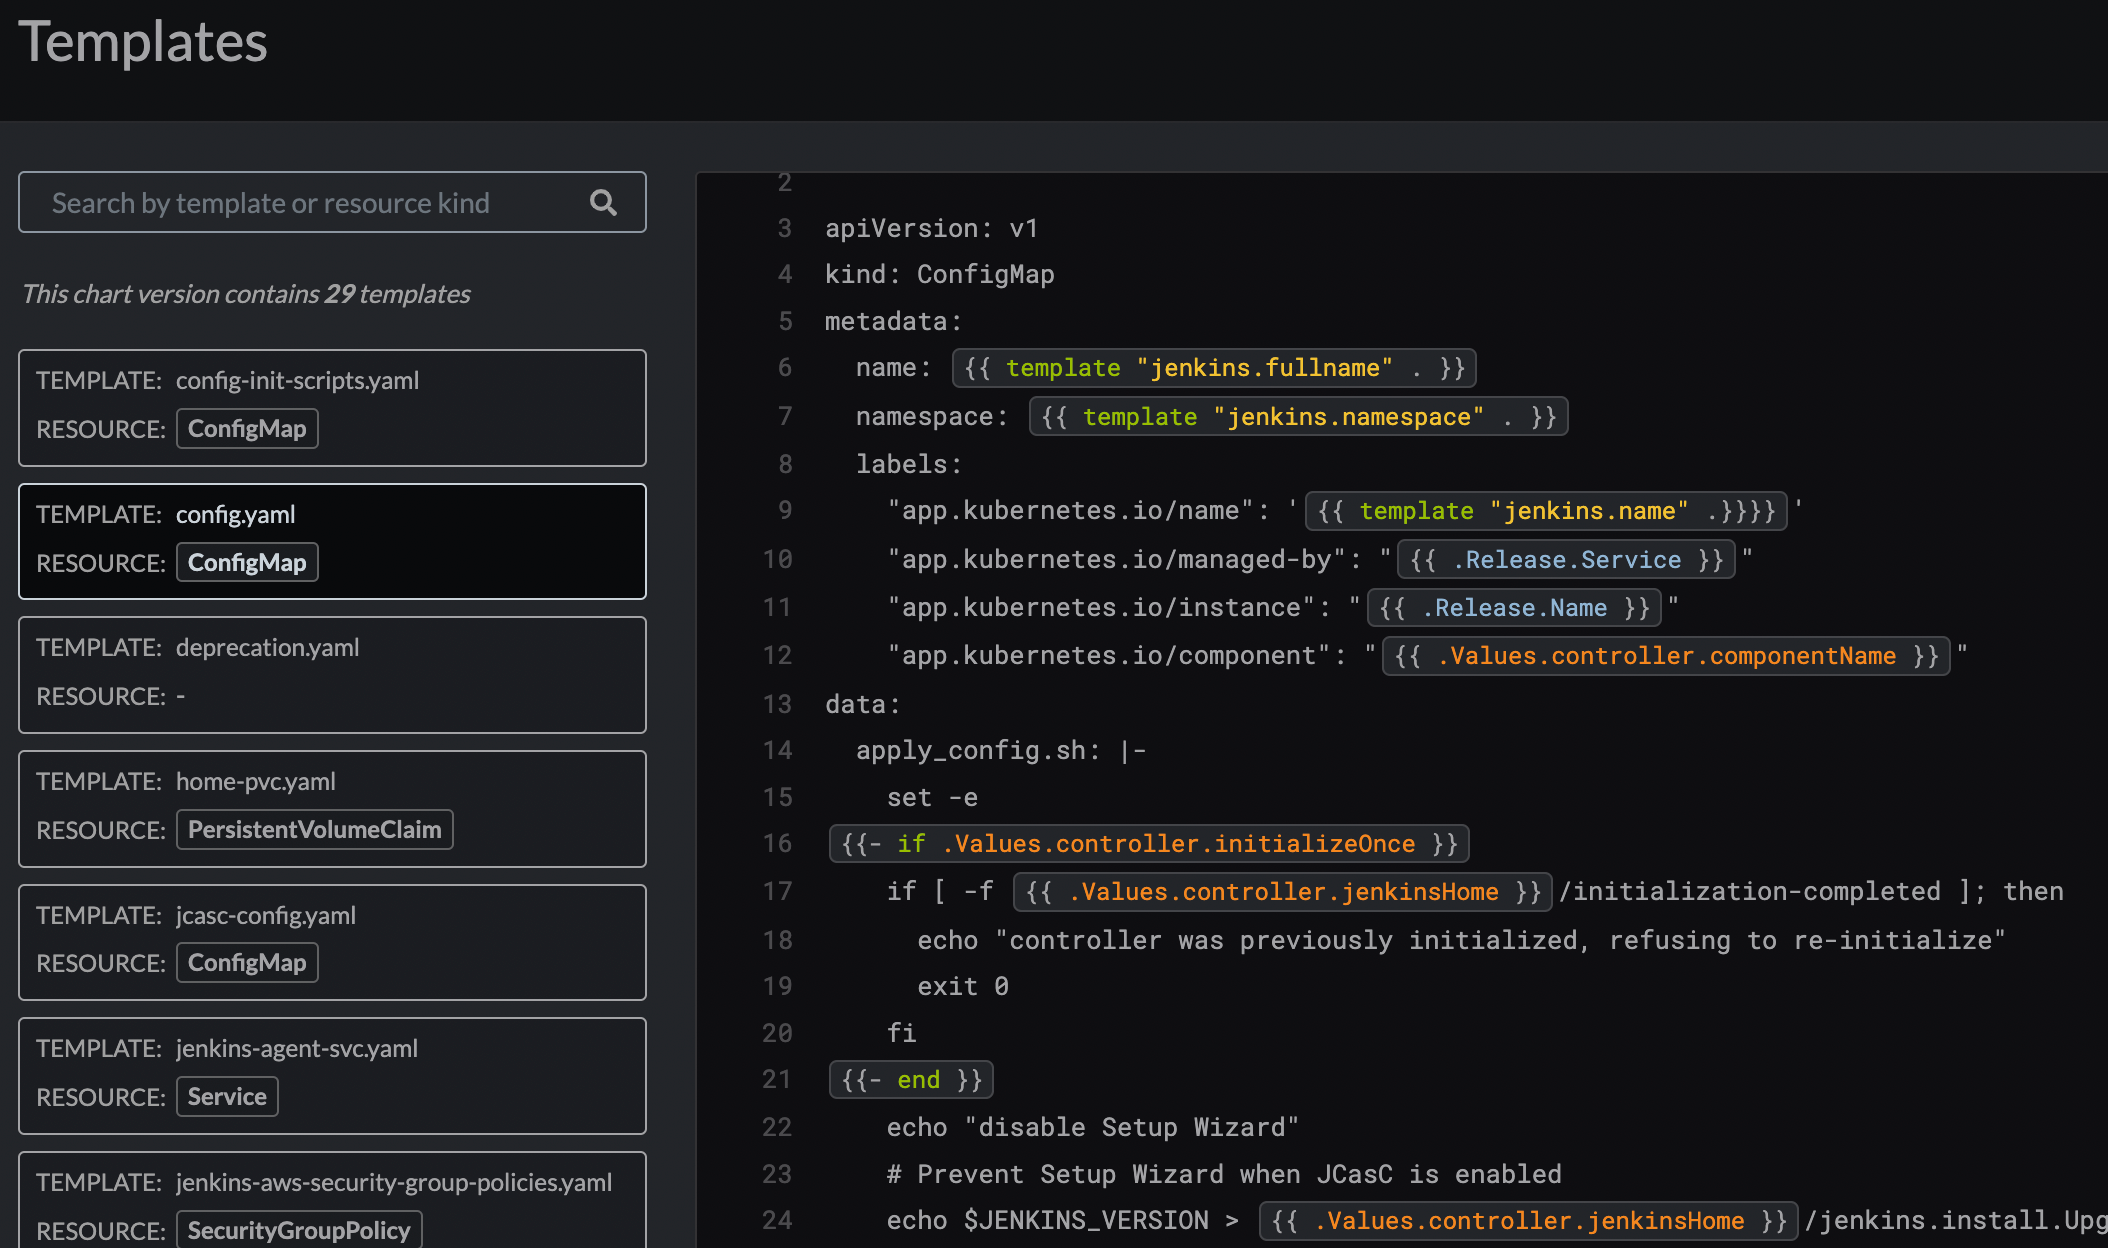 Templates
Search by template or resource kind
This chart version contains 29 templates
TEMPLATE: config-init-scripts.yaml
RESOURCE: ConfigMap
TEMPLATE: config.yaml
RESOURCE: ConfigMap
TEMPLATE: deprecation.yaml
RESOURCE: -
TEMPLATE: home-pvc.yaml
RESOURCE: PersistentVolumeClaim
TEMPLATE: jcasc-config.yaml
RESOURCE: ConfigMap
TEMPLATE: jenkins-agent-svc.yaml
RESOURCE: Service
TEMPLATE: jenkins-aws-security-group-policies.yaml
RESOURCE: SecurityGroupPolicy
2
3 apiVersion: v1
4 kind: ConfigMap
5 metadata:
6   name: {{ template "jenkins.fullname" . }}
7   namespace: {{ template "jenkins.namespace" . }}
8   labels:
9     "app.kubernetes.io/name": '{{ template "jenkins.name" .}}}}'
10     "app.kubernetes.io/managed-by": "{{ .Release.Service }}"
11     "app.kubernetes.io/instance": "{{ .Release.Name }}"
12     "app.kubernetes.io/component": "{{ .Values.controller.componentName }}"
13 data:
14   apply_config.sh: |-
15     set -e
16 {{- if .Values.controller.initializeOnce }}
17     if [ -f {{ .Values.controller.jenkinsHome }}/initialization-completed ]; then
18       echo "controller was previously initialized, refusing to re-initialize"
19       exit 0
20     fi
21 {{- end }}
22     echo "disable Setup Wizard"
23     # Prevent Setup Wizard when JCasC is enabled
24     echo $JENKINS_VERSION > {{ .Values.controller.jenkinsHome }}/jenkins.install.Upg